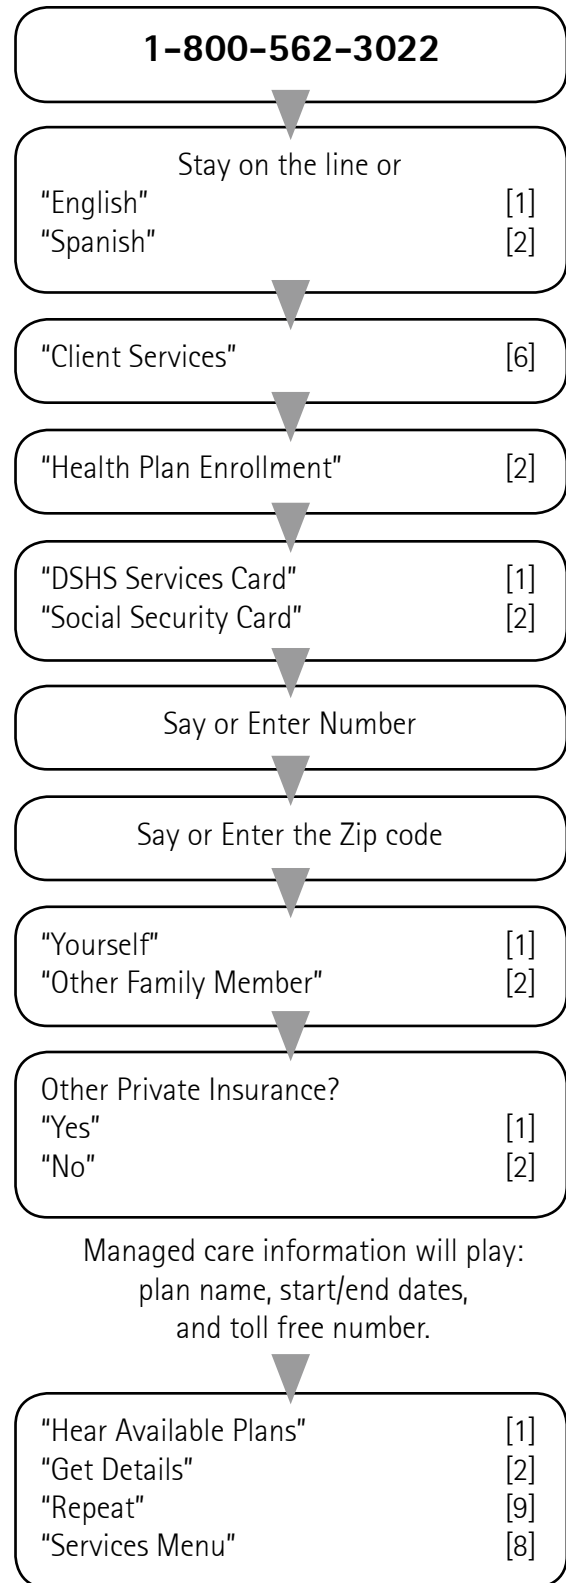 1-800-562-3022
Stay on the line or
"English" [1]
"Spanish" [2]
"Client Services" [6]
"Health Plan Enrollment" [2]
"DSHS Services Card" [1]
"Social Security Card" [2]
Say or Enter Number
Say or Enter the Zip code
"Yourself" [1]
"Other Family Member" [2]
Other Private Insurance?
"Yes" [1]
"No" [2]
Managed care information will play:
plan name, start/end dates,
and toll free number.
"Hear Available Plans" [1]
"Get Details" [2]
"Repeat" [9]
"Services Menu" [8]